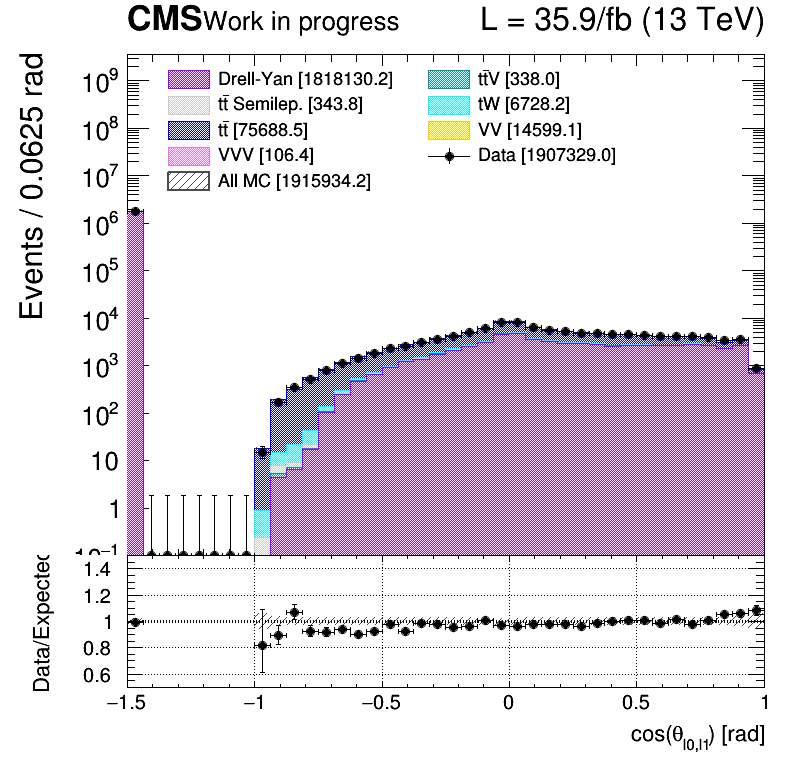 CMS Work in progress L = 35.9/fb (13 TeV)
Events / 0.0625 rad
10⁹
10⁸
10⁷
10⁶
10⁵
10⁴
10³
10²
10
1
10⁻¹
Drell-Yan [1818130.2]
tt̄ Semilep. [343.8]
tt̄ [75688.5]
VVV [106.4]
All MC [1915934.2]
tt̄V [338.0]
tW [6728.2]
VV [14599.1]
Data [1907329.0]
Data/Expected
1.4
1.2
1
0.8
0.6
−1.5 −1 −0.5 0 0.5 1
cos(θ_l0,l1) [rad]